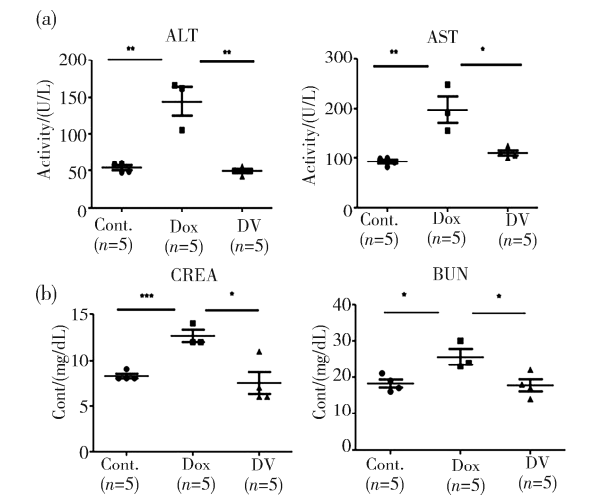 (a)
ALT
**
**
Activity/(U/L)
200
150
100
50
0
Cont.
(n=5)
Dox
(n=5)
DV
(n=5)
AST
**
*
Activity/(U/L)
300
200
100
0
Cont.
(n=5)
Dox
(n=5)
DV
(n=5)
(b)
CREA
***
*
Cont/(mg/dL)
15
10
5
0
Cont.
(n=5)
Dox
(n=5)
DV
(n=5)
BUN
*
*
Cont/(mg/dL)
40
30
20
10
0
Cont.
(n=5)
Dox
(n=5)
DV
(n=5)